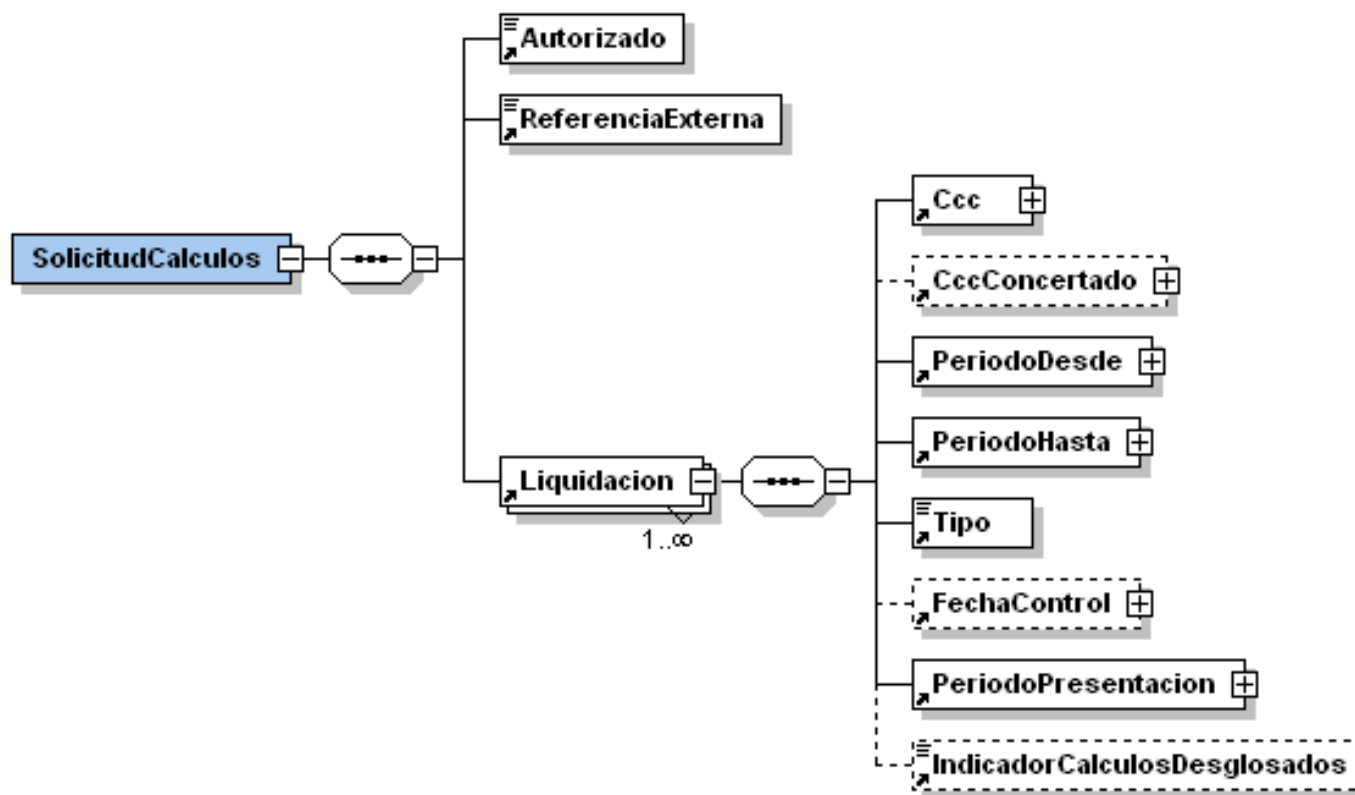 Autorizado
ReferenciaExterna
SolicitudCalculos
Liquidacion
1..∞
Ccc
CccConcertado
PeriodoDesde
PeriodoHasta
Tipo
FechaControl
PeriodoPresentacion
IndicadorCalculosDesglosados